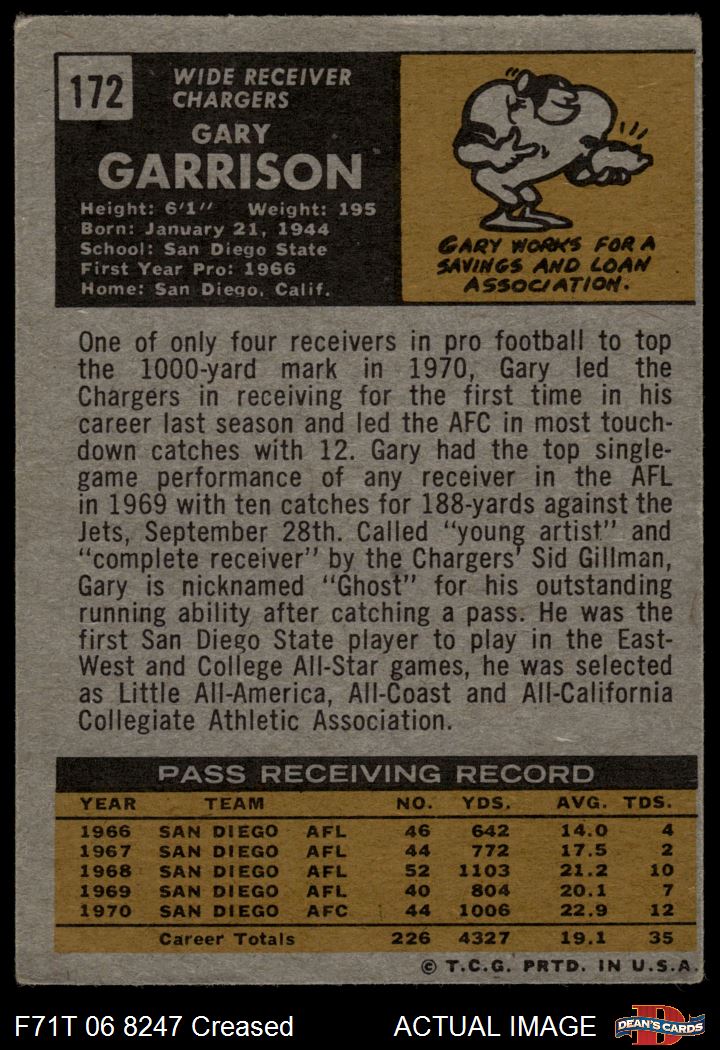 172
WIDE RECEIVER
CHARGERS
GARY
GARRISON
Height: 6'1" Weight: 195
Born: January 21, 1944
School: San Diego State
First Year Pro: 1966
Home: San Diego, Calif.
GARY WORKS FOR A
SAVINGS AND LOAN
ASSOCIATION.
One of only four receivers in pro football to top
the 1000-yard mark in 1970, Gary led the
Chargers in receiving for the first time in his
career last season and led the AFC in most touch-
down catches with 12. Gary had the top single-
game performance of any receiver in the AFL
in 1969 with ten catches for 188-yards against the
Jets, September 28th. Called "young artist" and
"complete receiver" by the Chargers' Sid Gillman,
Gary is nicknamed "Ghost" for his outstanding
running ability after catching a pass. He was the
first San Diego State player to play in the East-
West and College All-Star games, he was selected
as Little All-America, All-Coast and All-California
Collegiate Athletic Association.
PASS RECEIVING RECORD
YEAR TEAM NO. YDS. AVG. TDS.
1966 SAN DIEGO AFL 46 642 14.0 4
1967 SAN DIEGO AFL 44 772 17.5 2
1968 SAN DIEGO AFL 52 1103 21.2 10
1969 SAN DIEGO AFL 40 804 20.1 7
1970 SAN DIEGO AFC 44 1006 22.9 12
Career Totals 226 4327 19.1 35
© T.C.G. PRTD. IN U.S.A.
F71T 06 8247 Creased ACTUAL IMAGE
D
DEAN'S CARDS